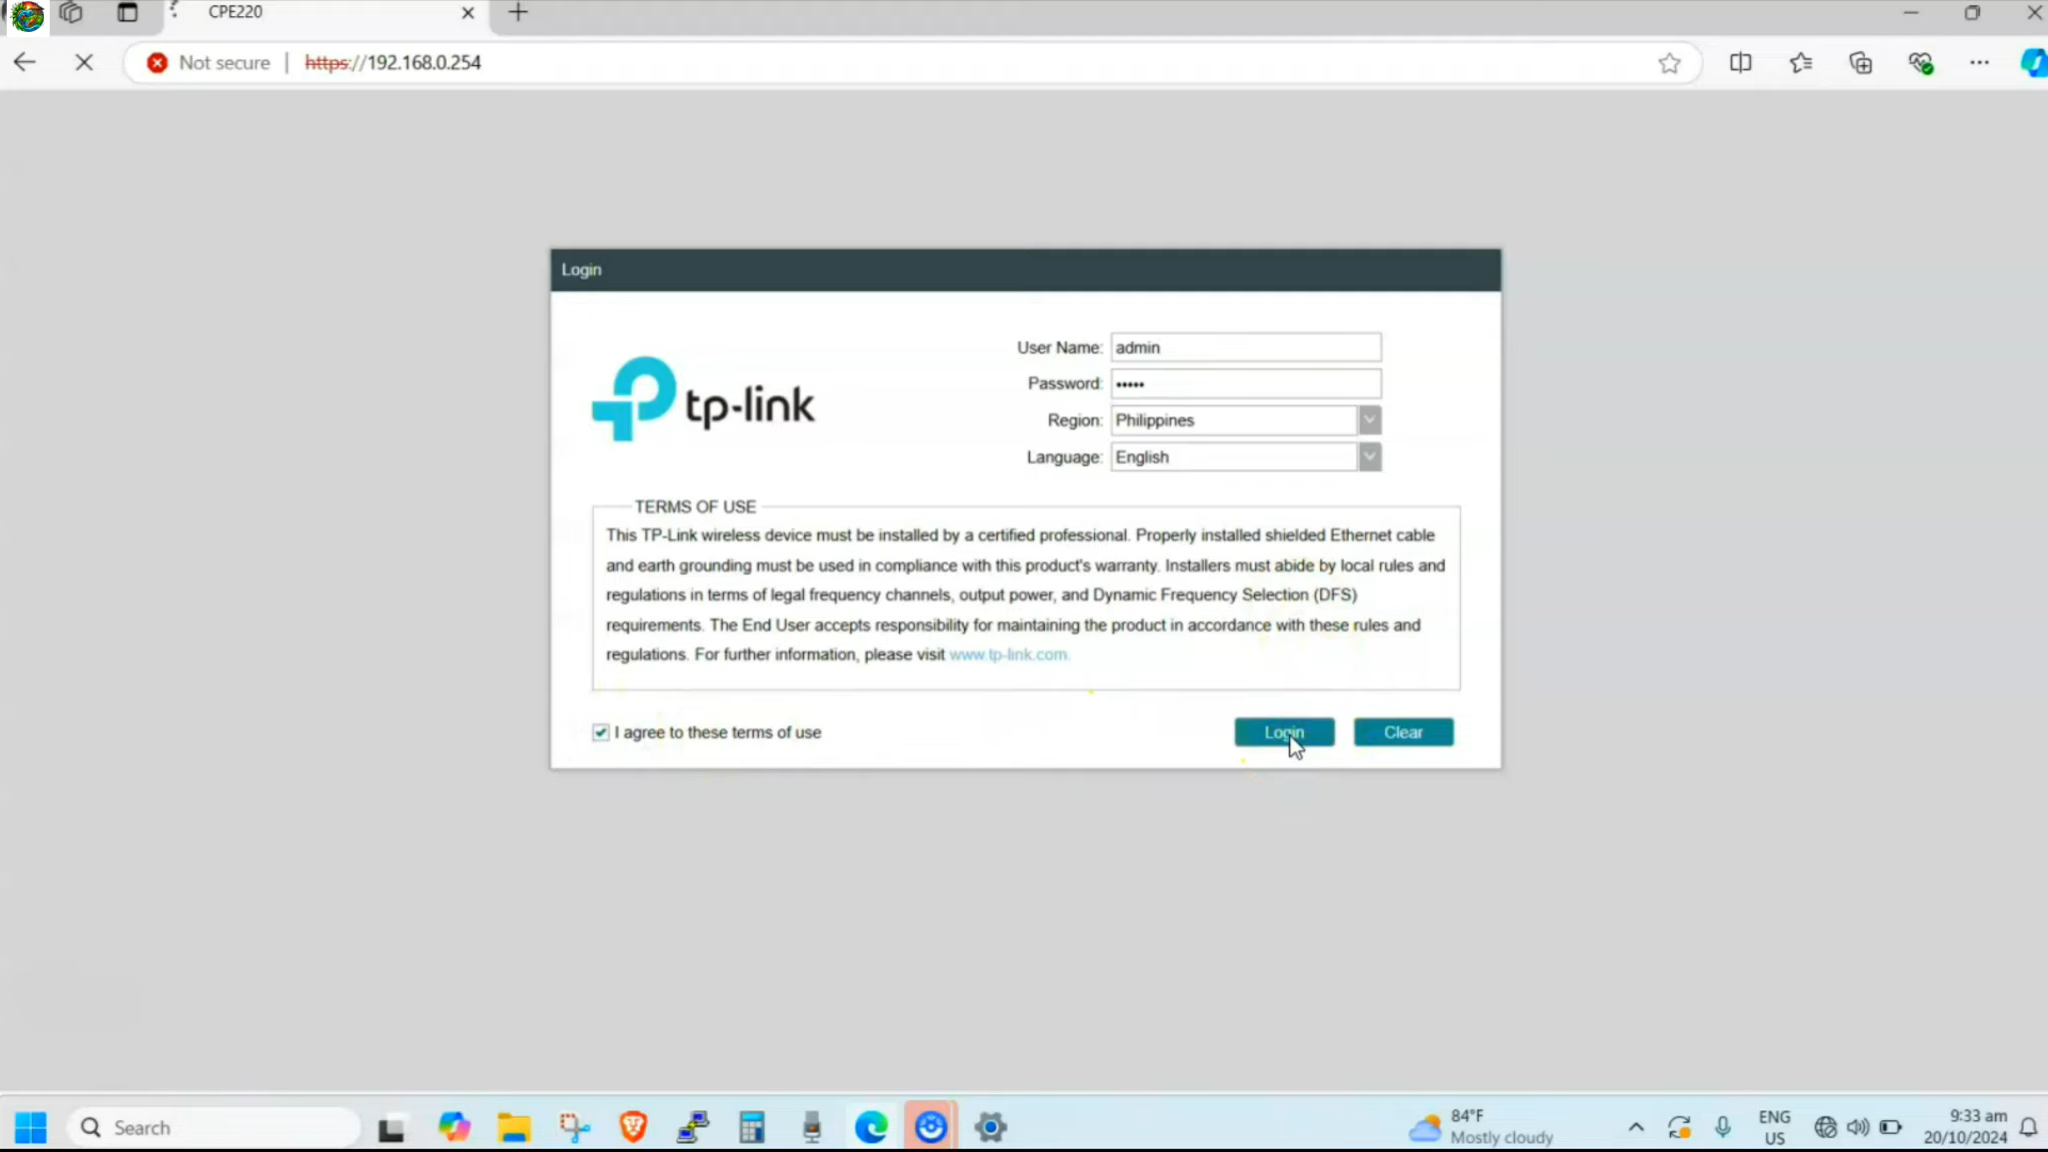 CPE220
Not secure | https://192.168.0.254
Login
tp-link
User Name: admin
Password: •••••
Region: Philippines
Language: English
TERMS OF USE
This TP-Link wireless device must be installed by a certified professional. Properly installed shielded Ethernet cable
and earth grounding must be used in compliance with this product's warranty. Installers must abide by local rules and
regulations in terms of legal frequency channels, output power, and Dynamic Frequency Selection (DFS)
requirements. The End User accepts responsibility for maintaining the product in accordance with these rules and
regulations. For further information, please visit www.tp-link.com.
I agree to these terms of use
Login
Clear
Search
84°F
Mostly cloudy
ENG
US
9:33 am
20/10/2024